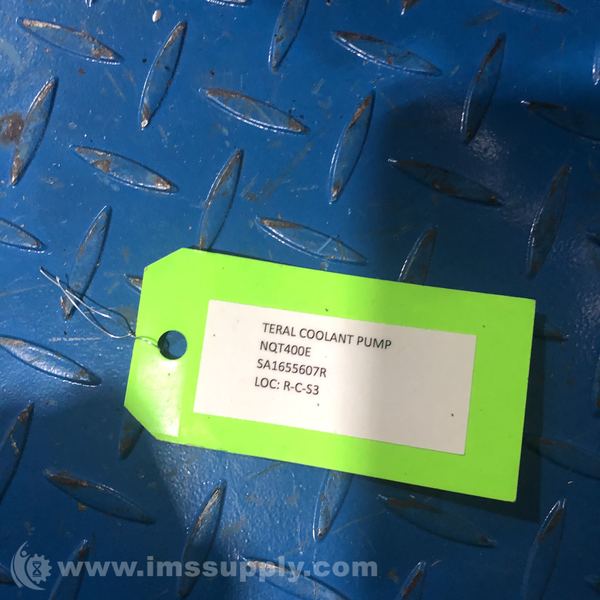 TERAL COOLANT PUMP
NQT400E
SA1655607R
LOC: R-C-S3
www.imssupply.com